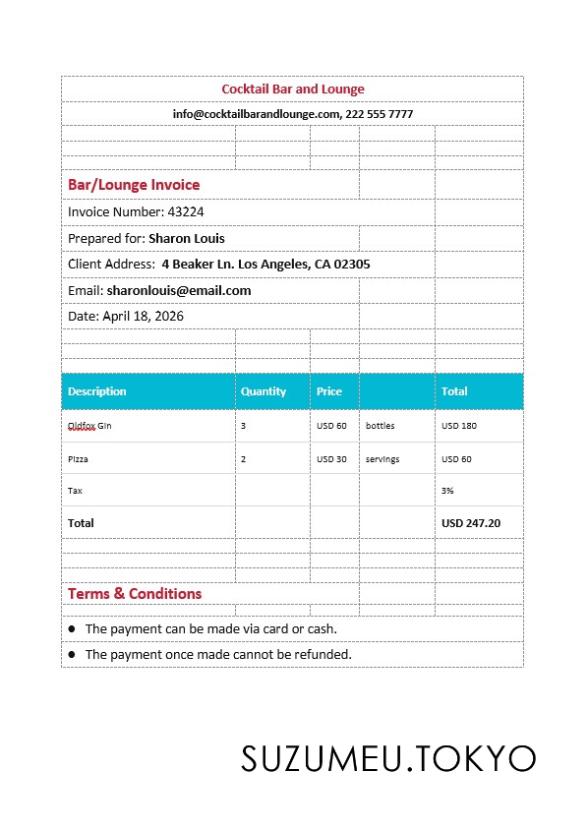 Cocktail Bar and Lounge
info@cocktailbarandlounge.com, 222 555 7777
Bar/Lounge Invoice
Invoice Number: 43224
Prepared for: Sharon Louis
Client Address: 4 Beaker Ln. Los Angeles, CA 02305
Email: sharonlouis@email.com
Date: April 18, 2026
Description Quantity Price Total
Oldfox Gin 3 USD 60 bottles USD 180
Pizza 2 USD 30 servings USD 60
Tax 3%
Total USD 247.20
Terms & Conditions
● The payment can be made via card or cash.
● The payment once made cannot be refunded.
SUZUMEU.TOKYO